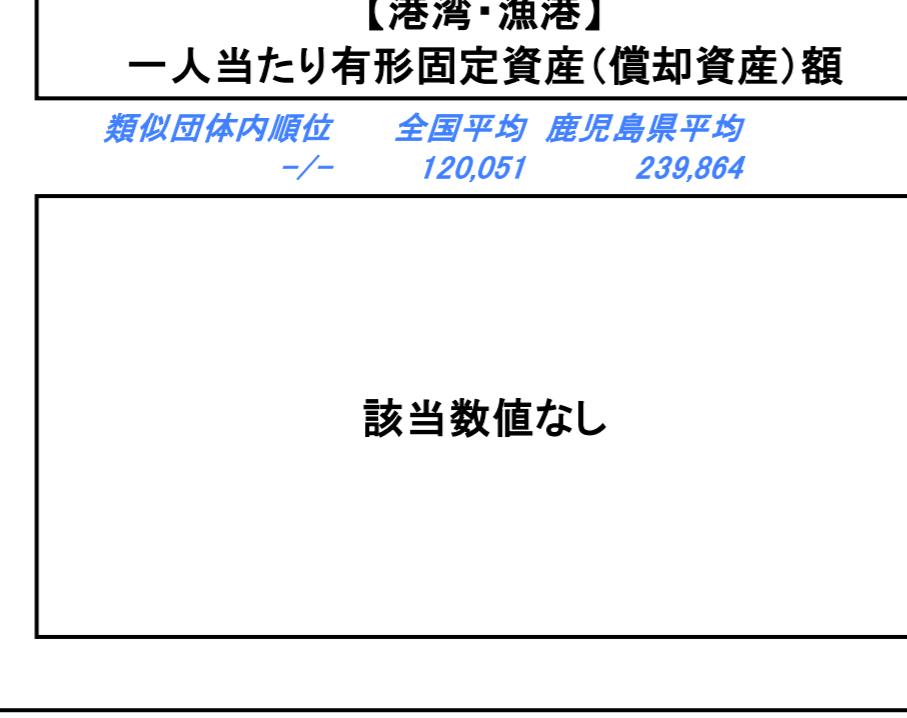 【港湾・漁港】
一人当たり有形固定資産（償却資産）額
類似団体内順位 全国平均 鹿児島県平均
-/- 120,051 239,864
該当数値なし